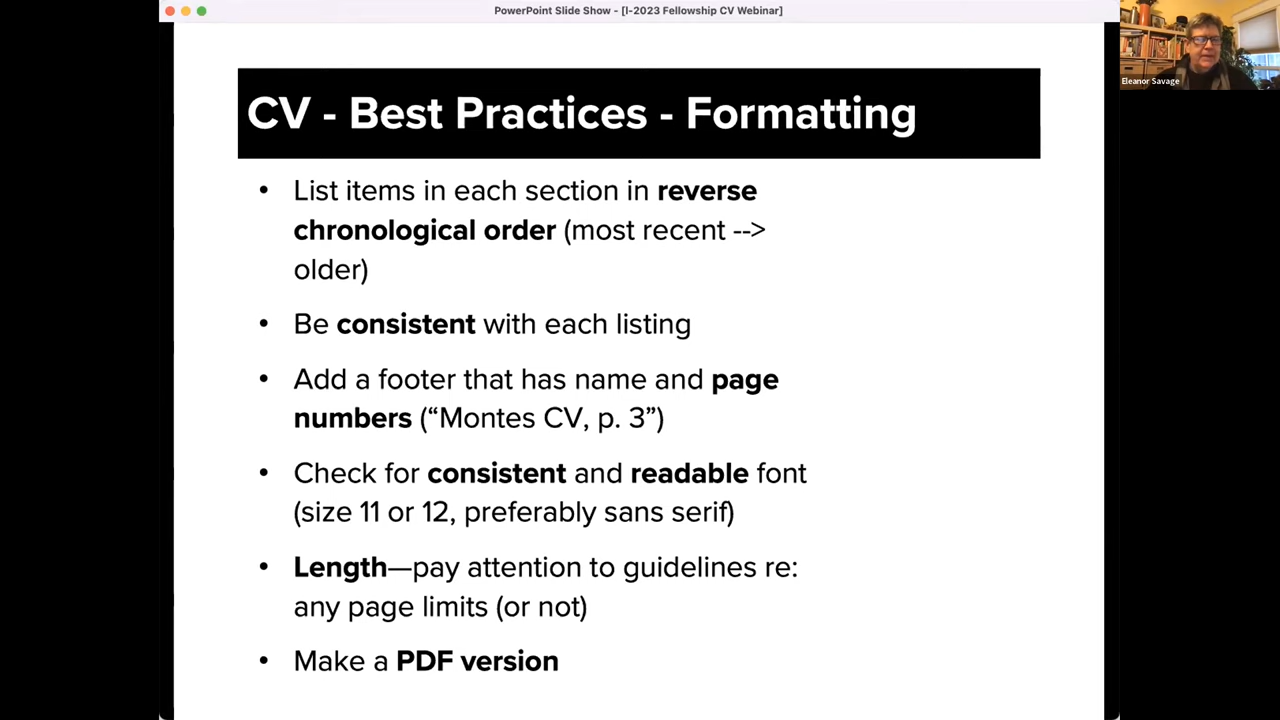 PowerPoint Slide Show - [I-2023 Fellowship CV Webinar]
Eleanor Savage
CV - Best Practices - Formatting
• List items in each section in reverse
chronological order (most recent -->
older)
• Be consistent with each listing
• Add a footer that has name and page
numbers (“Montes CV, p. 3”)
• Check for consistent and readable font
(size 11 or 12, preferably sans serif)
• Length—pay attention to guidelines re:
any page limits (or not)
• Make a PDF version